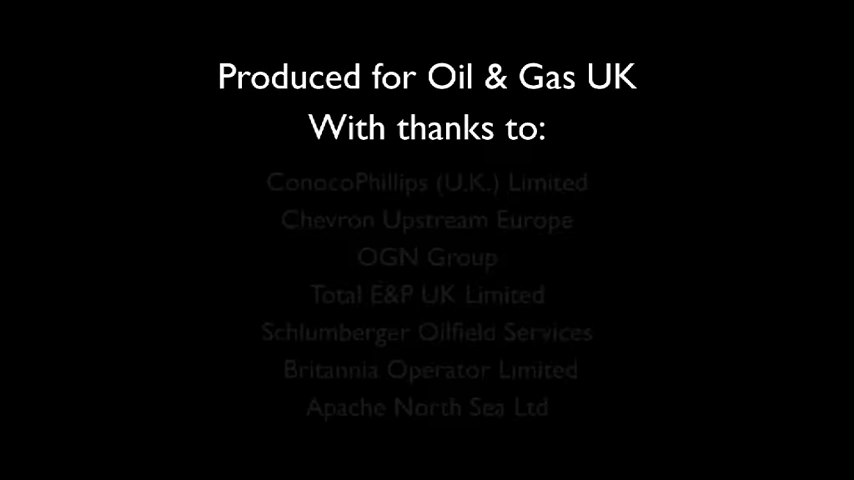 Produced for Oil & Gas UK
With thanks to:
ConocoPhillips (U.K.) Limited
Chevron Upstream Europe
OGN Group
Total E&P UK Limited
Schlumberger Oilfield Services
Britannia Operator Limited
Apache North Sea Ltd